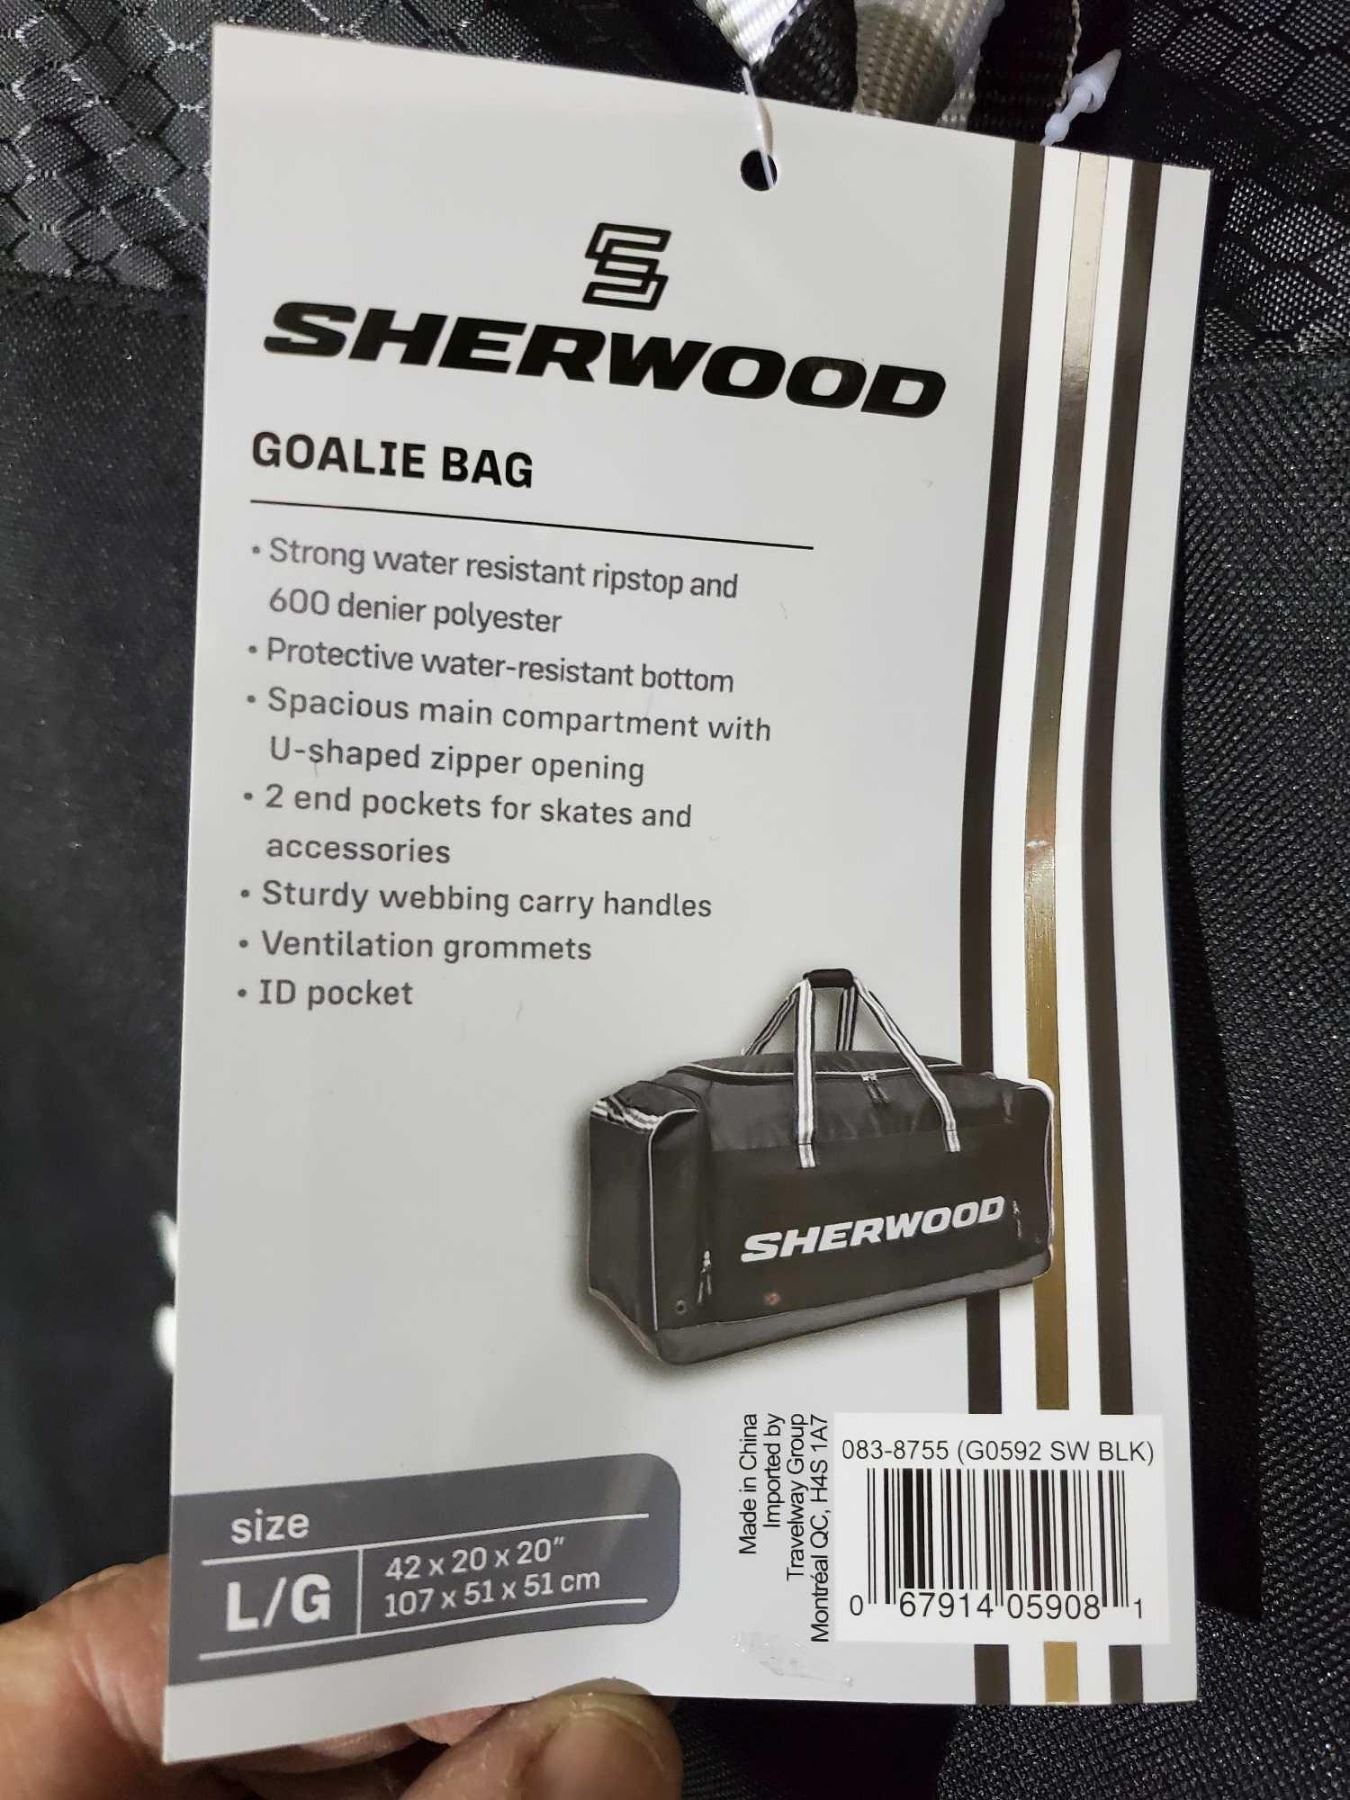 SHERWOOD
GOALIE BAG
• Strong water resistant ripstop and
600 denier polyester
• Protective water-resistant bottom
• Spacious main compartment with
U-shaped zipper opening
• 2 end pockets for skates and
accessories
• Sturdy webbing carry handles
• Ventilation grommets
• ID pocket
SHERWOOD
size
L/G
42 x 20 x 20"
107 x 51 x 51 cm
Made in China
Imported by
Travelway Group
Montréal QC, H4S 1A7
083-8755 (G0592 SW BLK)
0 67914 05908 1